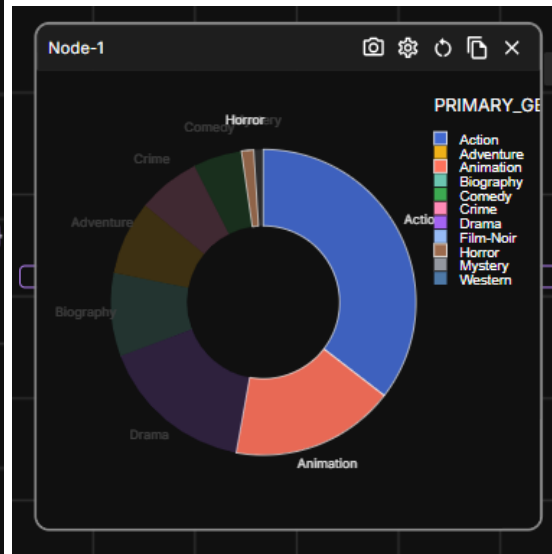 Node-1
PRIMARY_GE
Action
Adventure
Animation
Biography
Comedy
Crime
Drama
Film-Noir
Horror
Mystery
Western
Comedy
Horror
Crime
Adventure
Actio
Biography
Drama
Animation